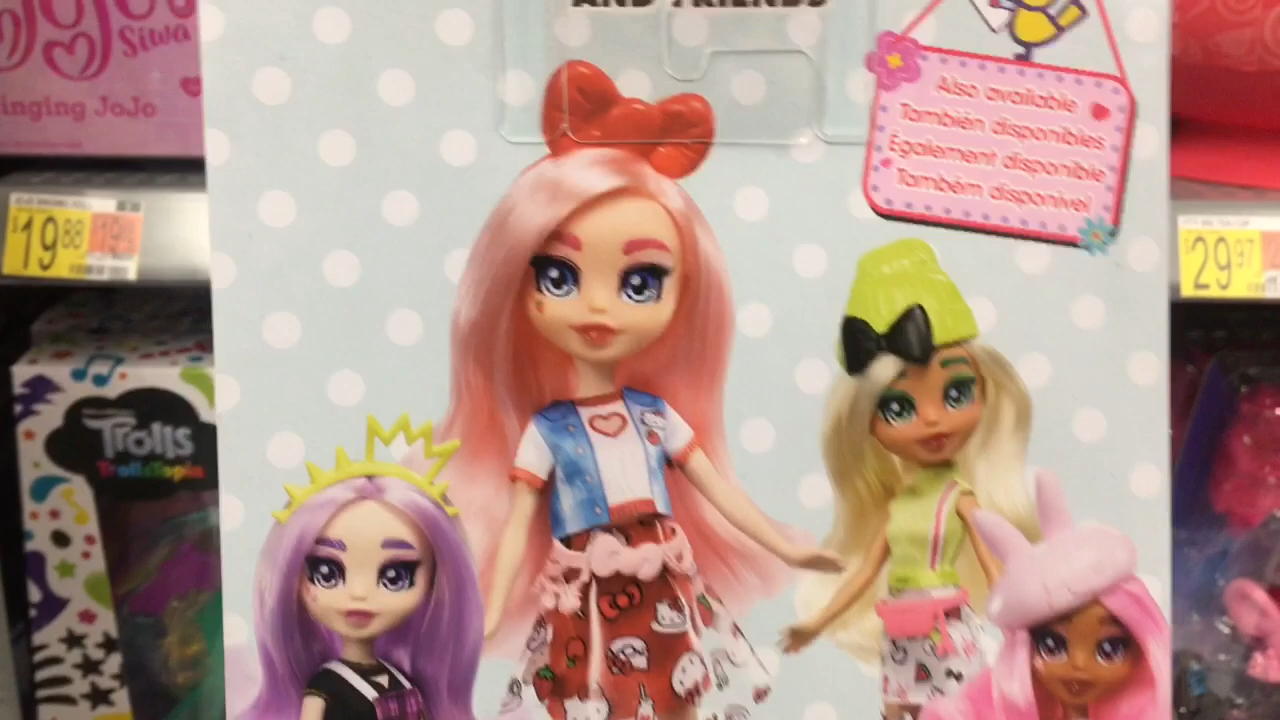 AND FRIENDS
JoJo
Siwa
inging JoJo
Also available
También disponibles
Également disponible
Também disponível
$19.88
$29.97
Trolls
TrollsTopia